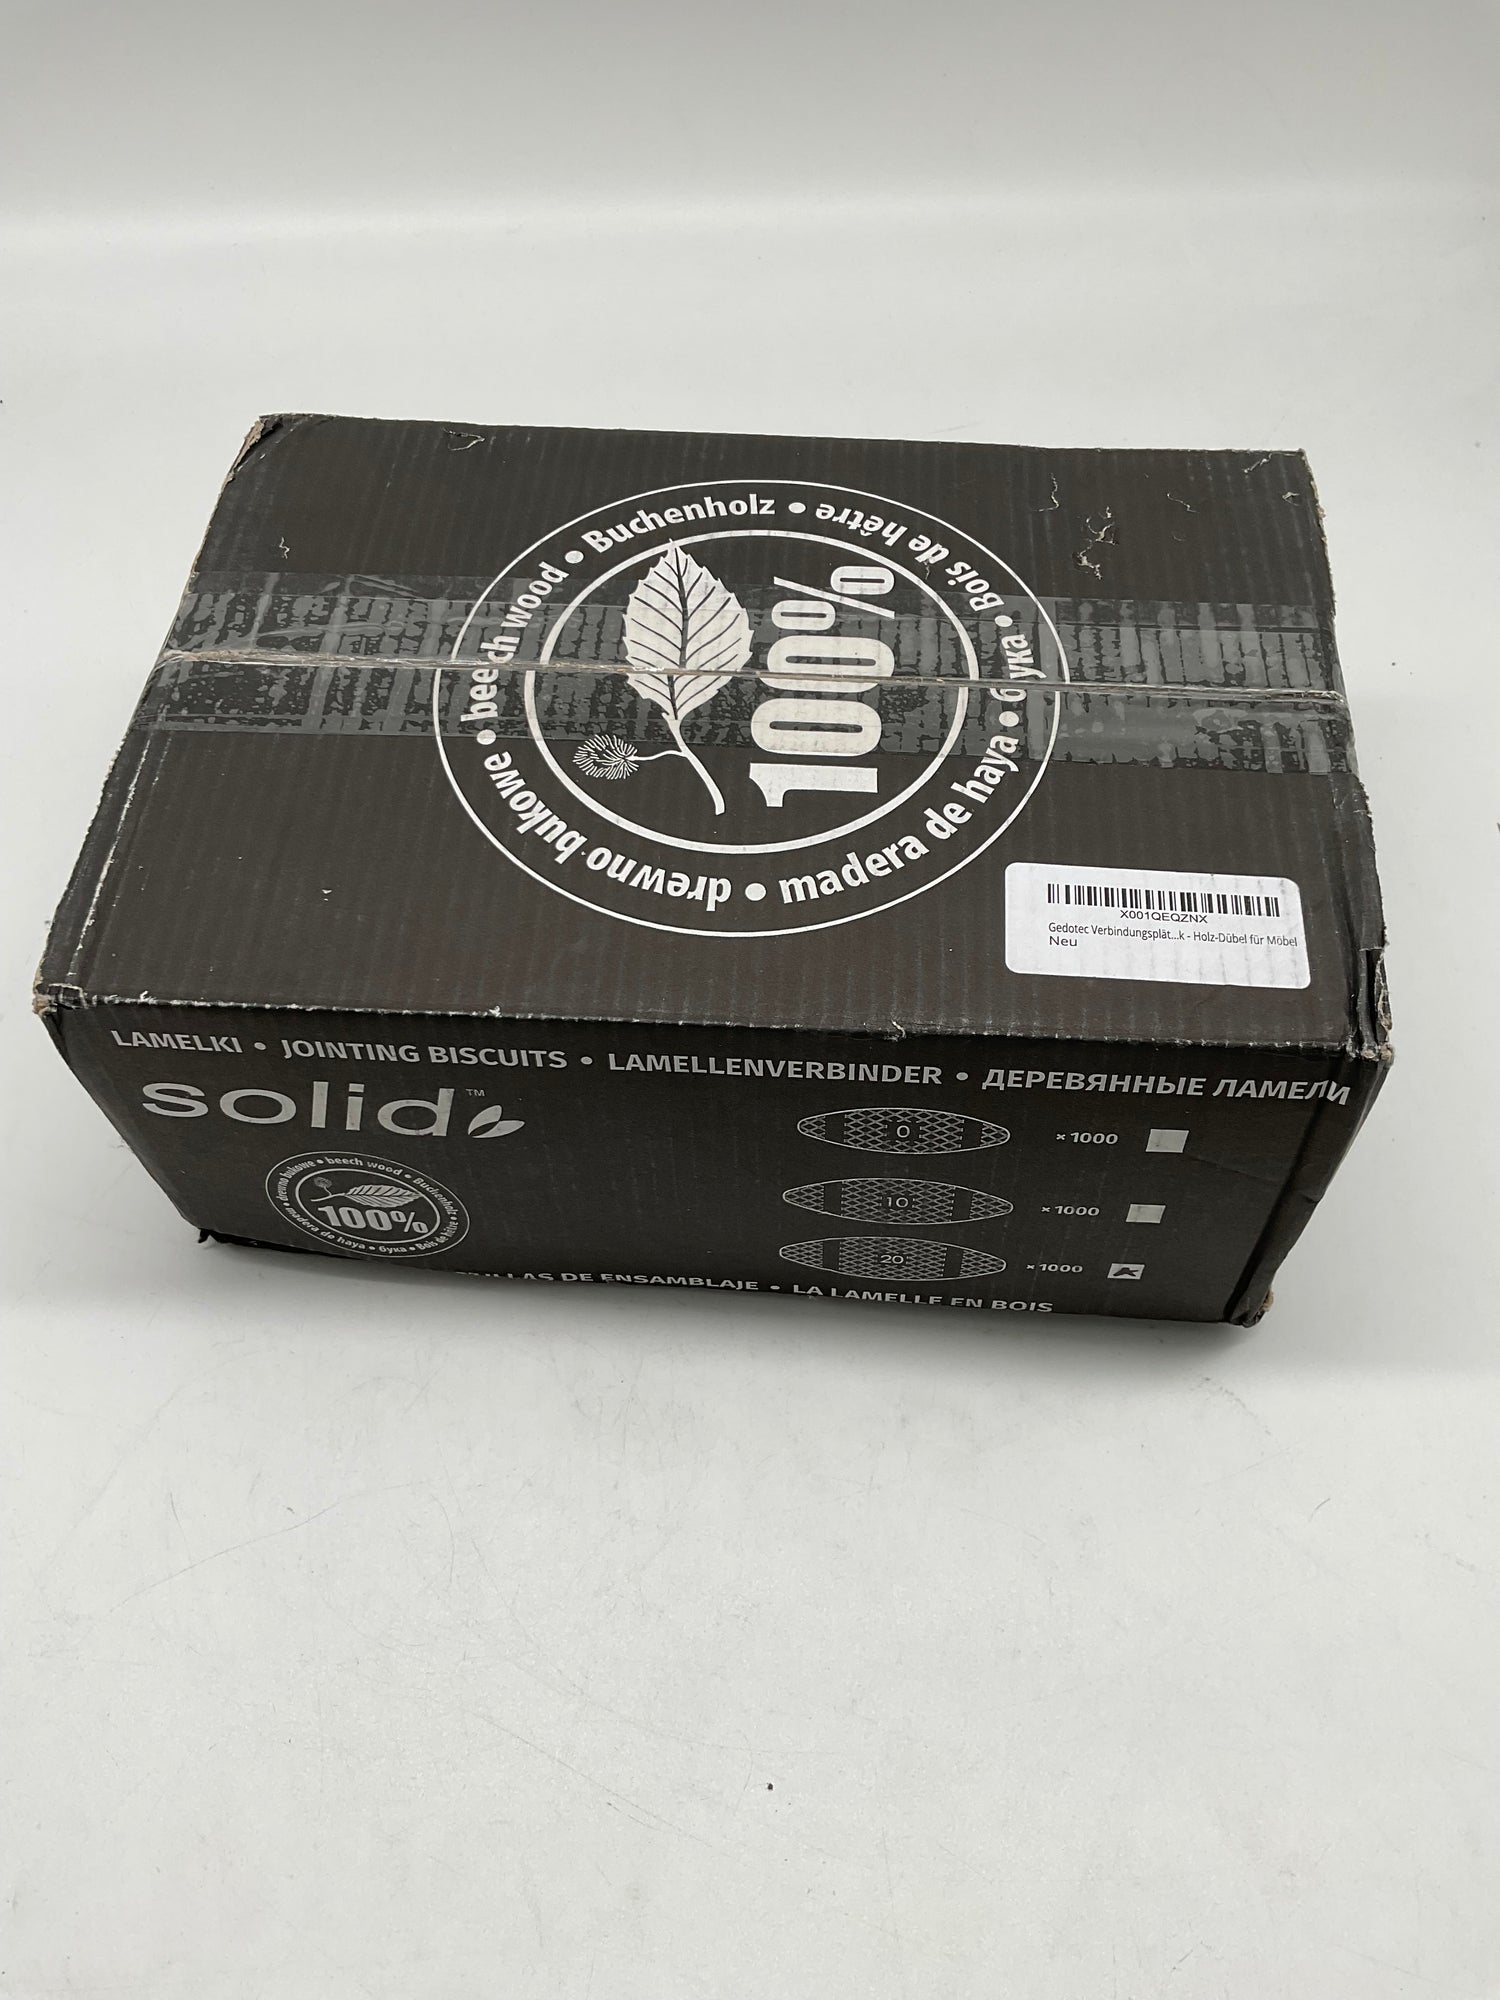 beech wood • Buchenholz • Bois de hêtre •
drewno bukowe • madera de haya • бука
100%
X001QEQZNX
Gedotec Verbindungsplät...k - Holz-Dübel für Möbel
Neu
LAMELKI • JOINTING BISCUITS • LAMELLENVERBINDER • ДЕРЕВЯННЫЕ ЛАМЕЛИ
solid™
0 × 1000
10 × 1000
20 × 1000
drewno bukowe • beech wood • Buchenholz •
madera de haya • бука • Bois de hêtre
100%
DE ENSAMBLAJE • LA LAMELLE EN BOIS